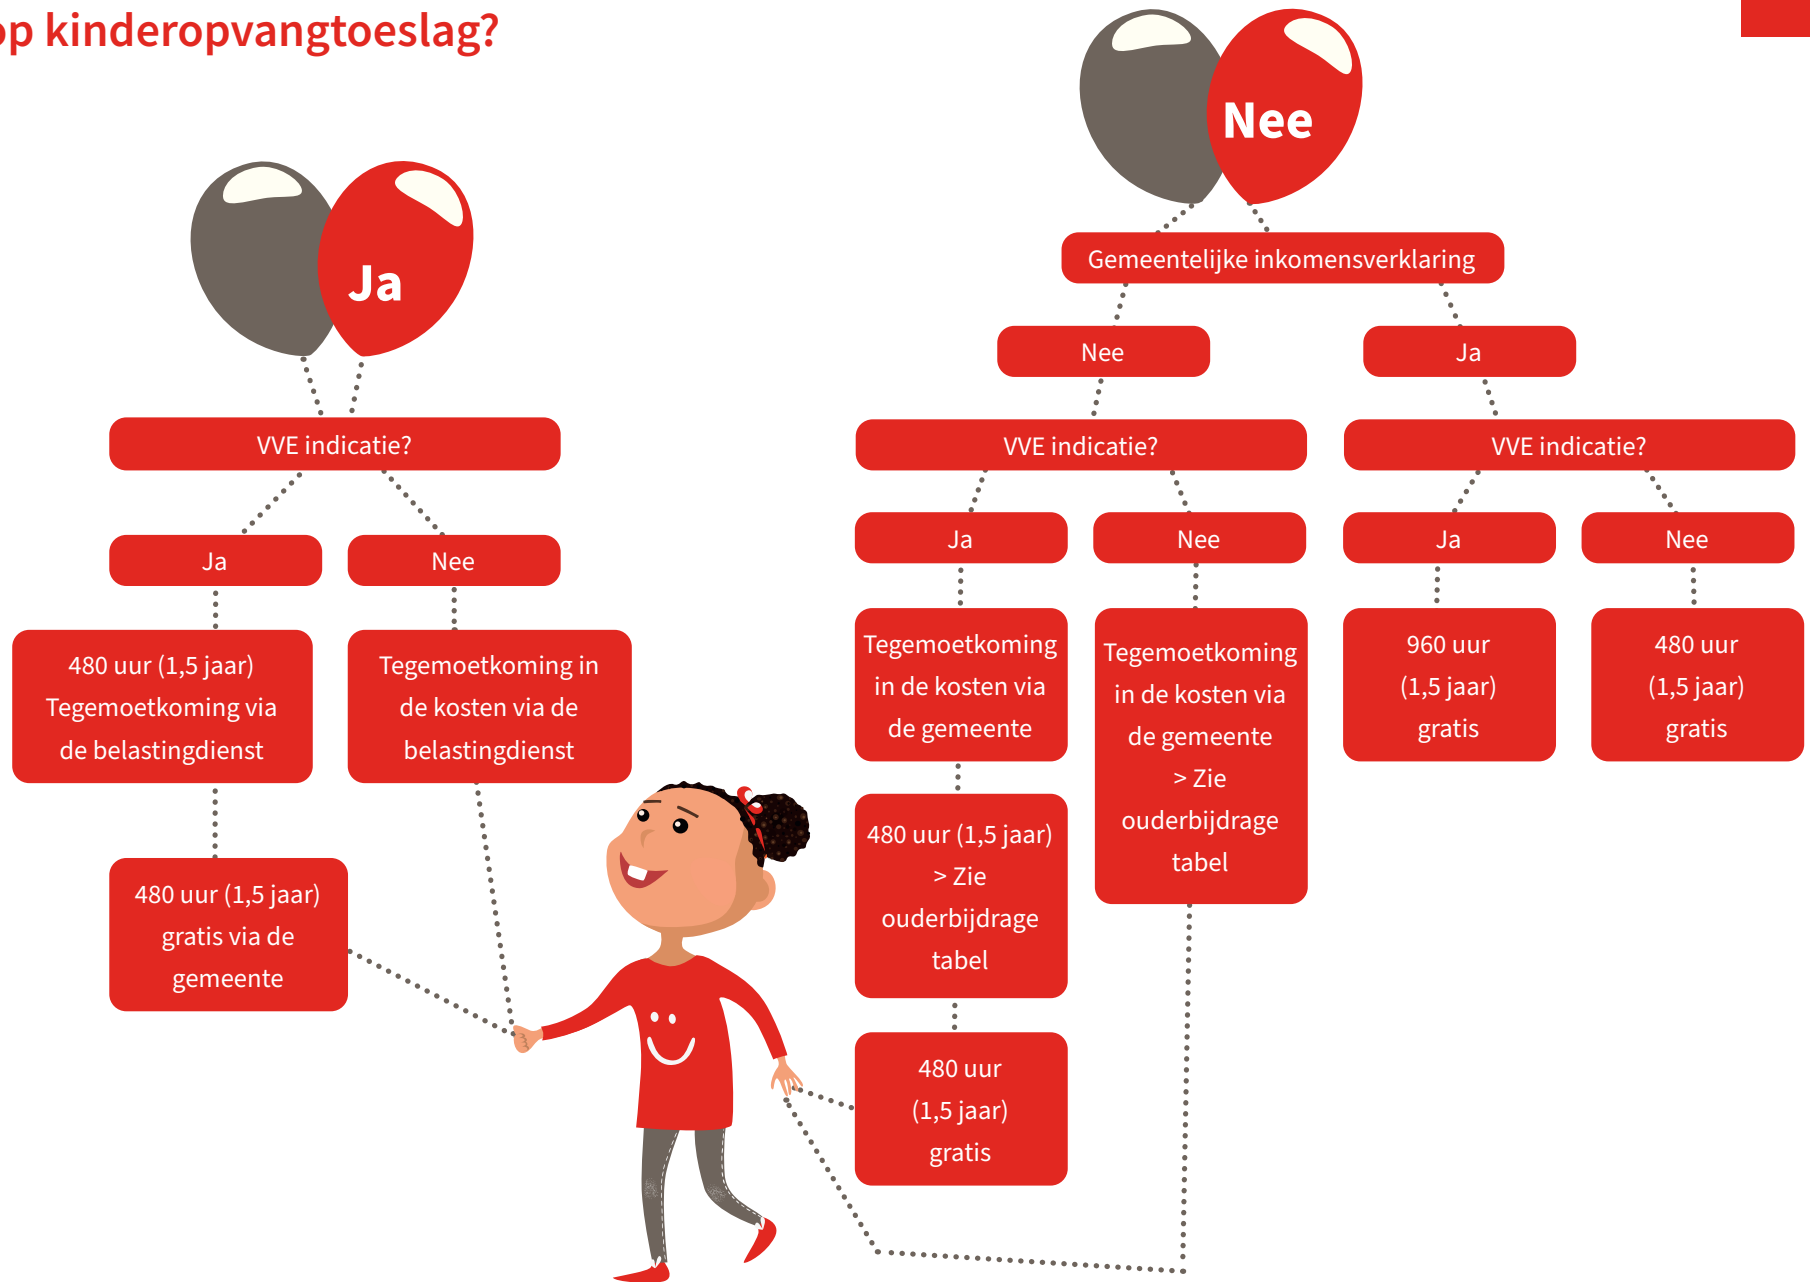 op kinderopvangtoeslag?
Ja
VVE indicatie?
Ja
Nee
480 uur (1,5 jaar)
Tegemoetkoming via
de belastingdienst
Tegemoetkoming in
de kosten via de
belastingdienst
480 uur (1,5 jaar)
gratis via de
gemeente
Nee
Gemeentelijke inkomensverklaring
Nee
Ja
VVE indicatie?
VVE indicatie?
Ja
Nee
Ja
Nee
Tegemoetkoming
in de kosten via
de gemeente
480 uur (1,5 jaar)
> Zie
ouderbijdrage
tabel
480 uur
(1,5 jaar)
gratis
Tegemoetkoming
in de kosten via
de gemeente
> Zie
ouderbijdrage
tabel
960 uur
(1,5 jaar)
gratis
480 uur
(1,5 jaar)
gratis